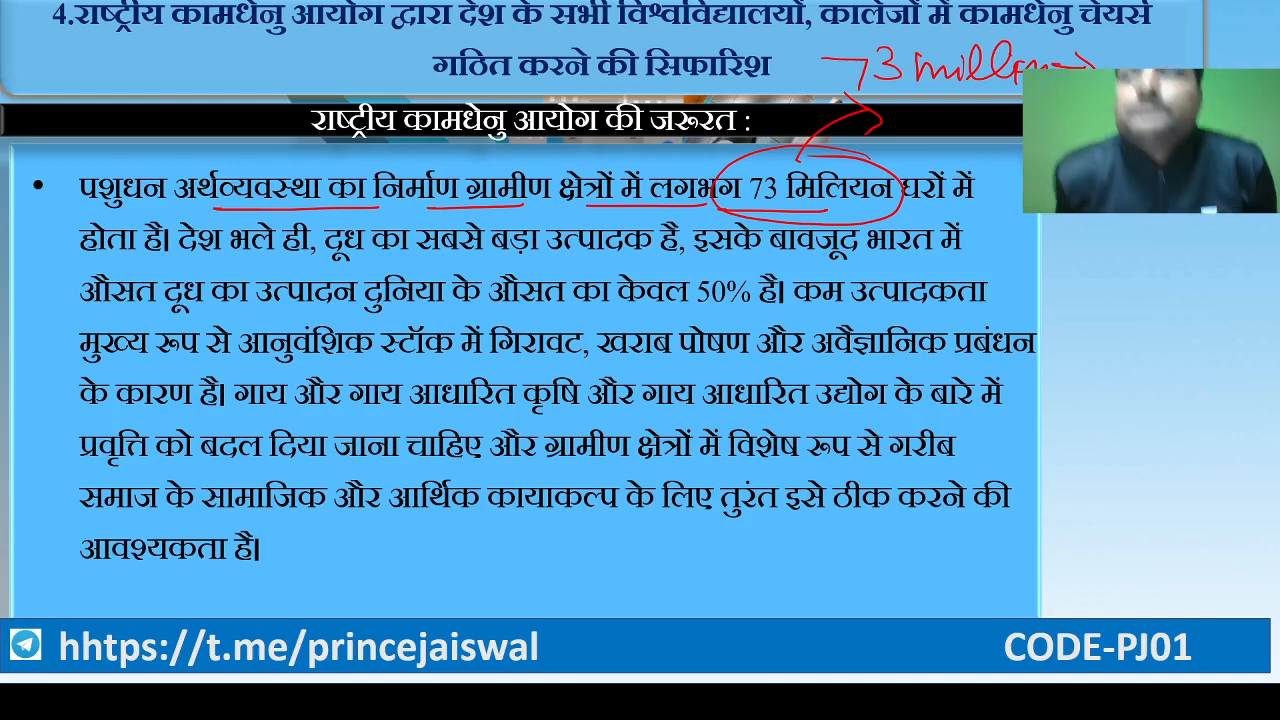 4.राष्ट्रीय कामधेनु आयोग द्वारा देश के सभी विश्वविद्यालयों, कालेजों में कामधेनु चेयर्स
गठित करने की सिफारिश
73 million
राष्ट्रीय कामधेनु आयोग की जरूरत :
• पशुधन अर्थव्यवस्था का निर्माण ग्रामीण क्षेत्रों में लगभग 73 मिलियन घरों में
होता है। देश भले ही, दूध का सबसे बड़ा उत्पादक है, इसके बावजूद भारत में
औसत दूध का उत्पादन दुनिया के औसत का केवल 50% है। कम उत्पादकता
मुख्य रूप से आनुवंशिक स्टॉक में गिरावट, खराब पोषण और अवैज्ञानिक प्रबंधन
के कारण है। गाय और गाय आधारित कृषि और गाय आधारित उद्योग के बारे में
प्रवृत्ति को बदल दिया जाना चाहिए और ग्रामीण क्षेत्रों में विशेष रूप से गरीब
समाज के सामाजिक और आर्थिक कायाकल्प के लिए तुरंत इसे ठीक करने की
आवश्यकता है।
hhtps://t.me/princejaiswal
CODE-PJ01